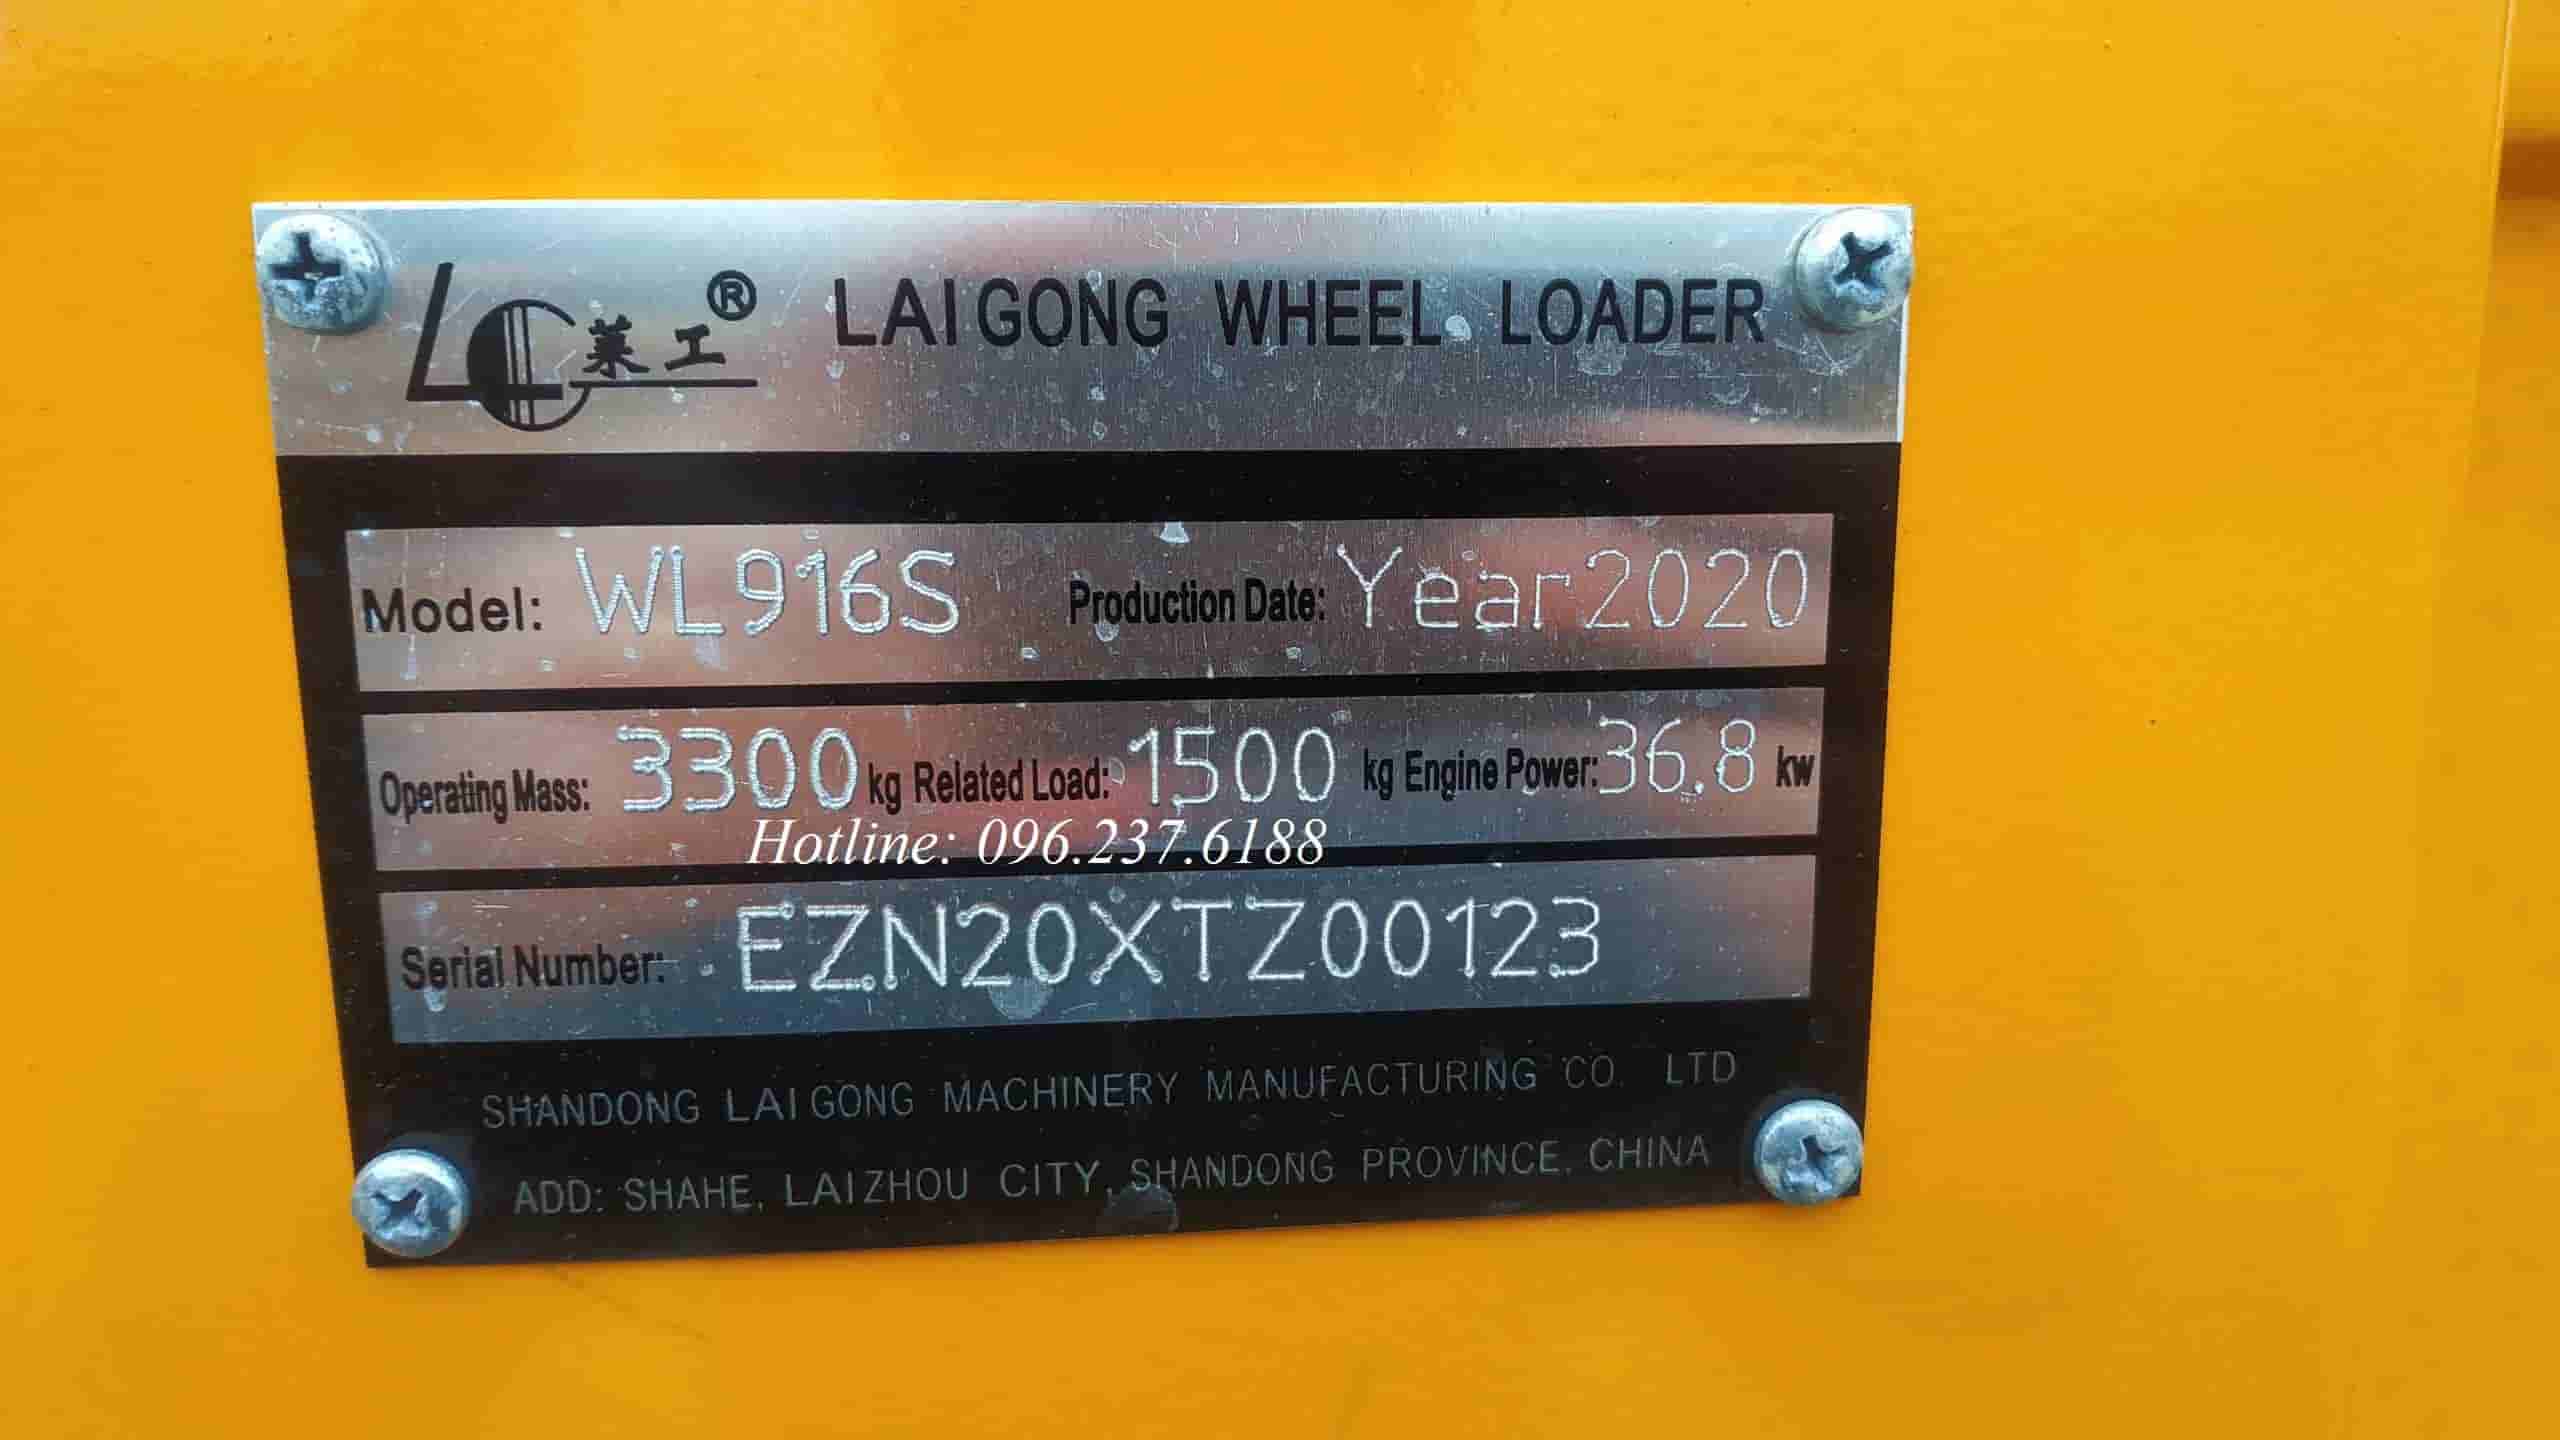 LC 莱工® LAIGONG WHEEL LOADER
Model: WL916S Production Date: Year2020
Operating Mass: 3300 kg Related Load: 1500 kg Engine Power: 36.8 kw
Hotline: 096.237.6188
Serial Number: EZN20XTZ00123
SHANDONG LAIGONG MACHINERY MANUFACTURING CO. LTD
ADD: SHAHE, LAIZHOU CITY, SHANDONG PROVINCE, CHINA